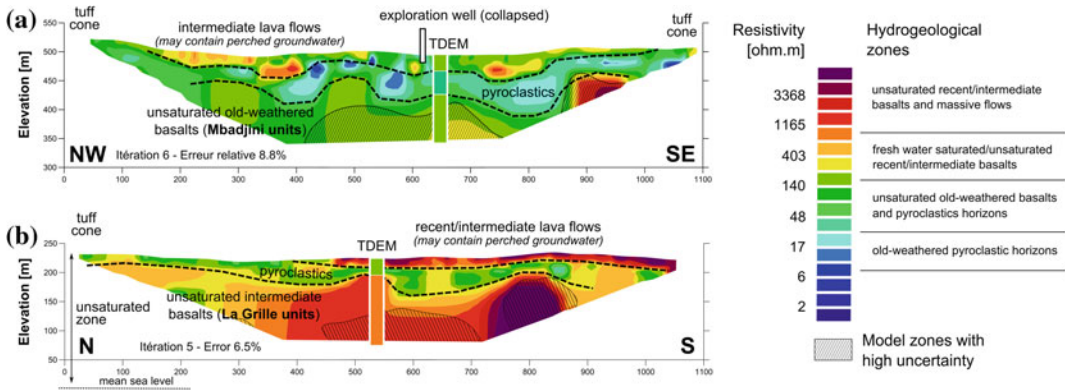 (a)
tuff
cone
intermediate lava flows
(may contain perched groundwater)
exploration well (collapsed)
TDEM
tuff
cone
Elevation [m]
550
500
450
400
350
300
pyroclastics
unsaturated old-weathered
basalts (Mbadjini units)
NW
Itération 6 - Erreur relative 8.8%
SE
0 100 200 300 400 500 600 700 800 900 1000 1100
(b)
tuff
cone
TDEM
recent/intermediate lava flows
(may contain perched groundwater)
Elevation [m]
250
200
150
100
50
pyroclastics
unsaturated intermediate
basalts (La Grille units)
unsaturated
zone
N
Itération 5 - Error 6.5%
S
0 100 200 300 400 500 600 700 800 900 1000 1100
mean sea level
Resistivity
[ohm.m]
3368
1165
403
140
48
17
6
2
Hydrogeological
zones
unsaturated recent/intermediate
basalts and massive flows
fresh water saturated/unsaturated
recent/intermediate basalts
unsaturated old-weathered basalts
and pyroclastics horizons
old-weathered pyroclastic horizons
Model zones with
high uncertainty